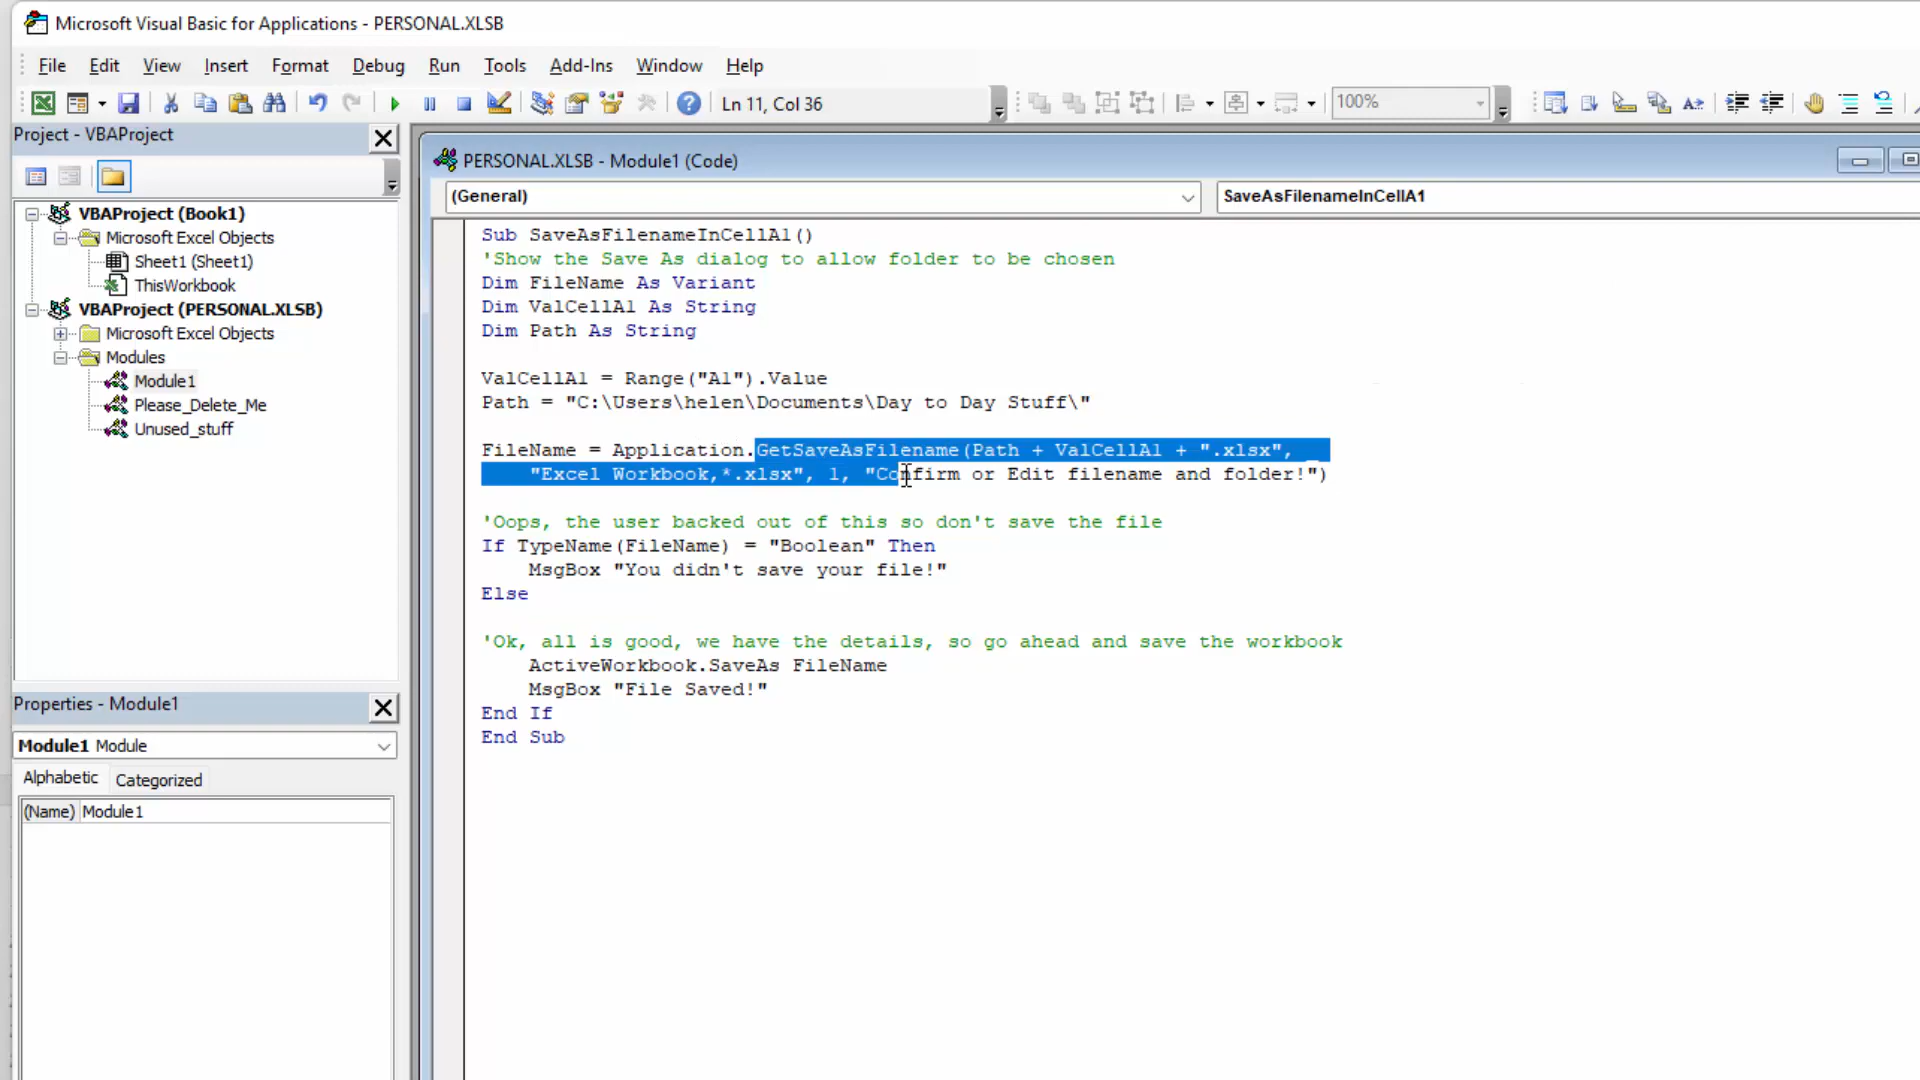 Microsoft Visual Basic for Applications - PERSONAL.XLSB
File Edit View Insert Format Debug Run Tools Add-Ins Window Help
Ln 11, Col 36
100%
Project - VBAProject
VBAProject (Book1)
Microsoft Excel Objects
Sheet1 (Sheet1)
ThisWorkbook
VBAProject (PERSONAL.XLSB)
Microsoft Excel Objects
Modules
Module1
Please_Delete_Me
Unused_stuff
Properties - Module1
Module1 Module
Alphabetic Categorized
(Name) Module1
PERSONAL.XLSB - Module1 (Code)
(General) SaveAsFilenameInCellA1
Sub SaveAsFilenameInCellA1()
'Show the Save As dialog to allow folder to be chosen
Dim FileName As Variant
Dim ValCellA1 As String
Dim Path As String
ValCellA1 = Range("A1").Value
Path = "C:\Users\helen\Documents\Day to Day Stuff\"
FileName = Application.GetSaveAsFilename(Path + ValCellA1 + ".xlsx", _
"Excel Workbook,*.xlsx", 1, "Confirm or Edit filename and folder!")
'Oops, the user backed out of this so don't save the file
If TypeName(FileName) = "Boolean" Then
MsgBox "You didn't save your file!"
Else
'Ok, all is good, we have the details, so go ahead and save the workbook
ActiveWorkbook.SaveAs FileName
MsgBox "File Saved!"
End If
End Sub